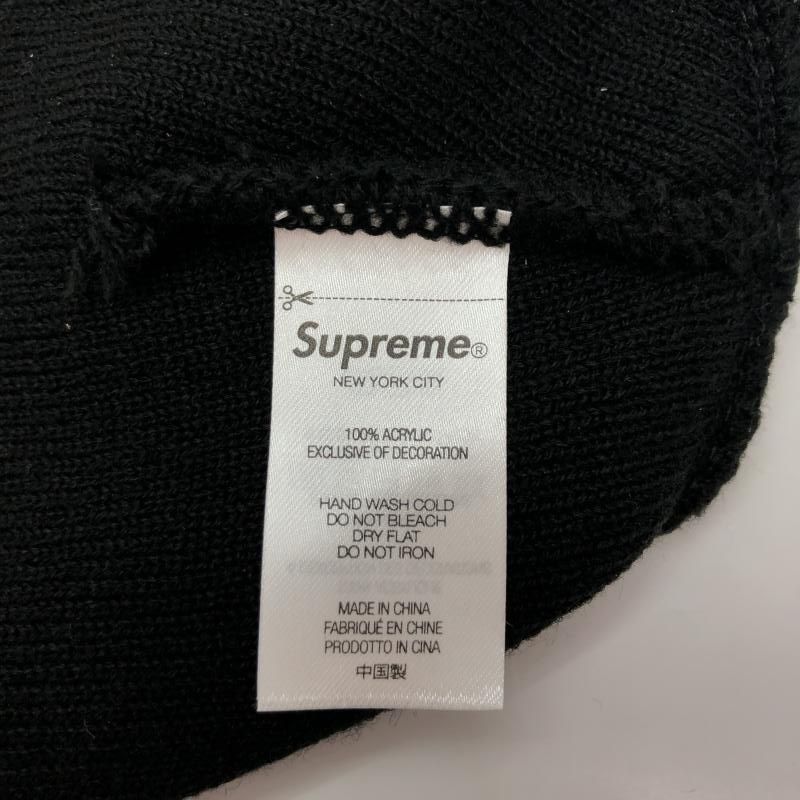 Supreme®
NEW YORK CITY
100% ACRYLIC
EXCLUSIVE OF DECORATION
HAND WASH COLD
DO NOT BLEACH
DRY FLAT
DO NOT IRON
MADE IN CHINA
FABRIQUÉ EN CHINE
PRODOTTO IN CINA
中国製